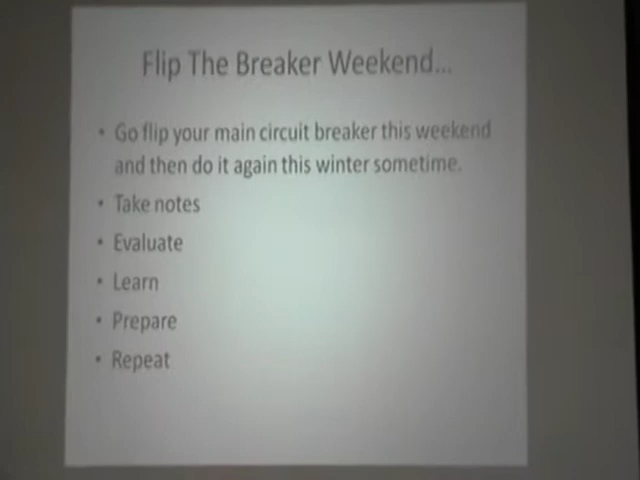 Flip The Breaker Weekend...
• Go flip your main circuit breaker this weekend
and then do it again this winter sometime.
• Take notes
• Evaluate
• Learn
• Prepare
• Repeat